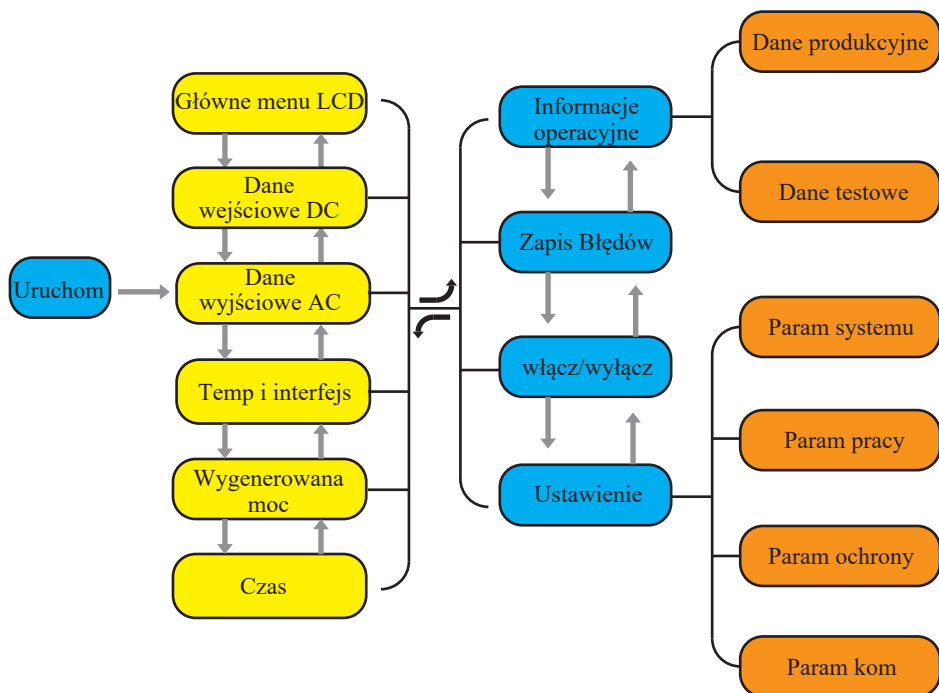 Uruchom
Główne menu LCD
Dane
wejściowe DC
Dane
wyjściowe AC
Temp i interfejs
Wygenerowana
moc
Czas
Informacje
operacyjne
Zapis Błędów
włącz/wyłącz
Ustawienie
Dane produkcyjne
Dane testowe
Param systemu
Param pracy
Param ochrony
Param kom